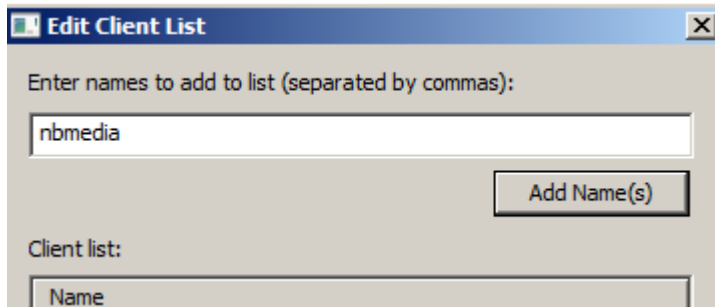 Edit Client List
Enter names to add to list (separated by commas):
nbmedia
Add Name(s)
Client list:
Name